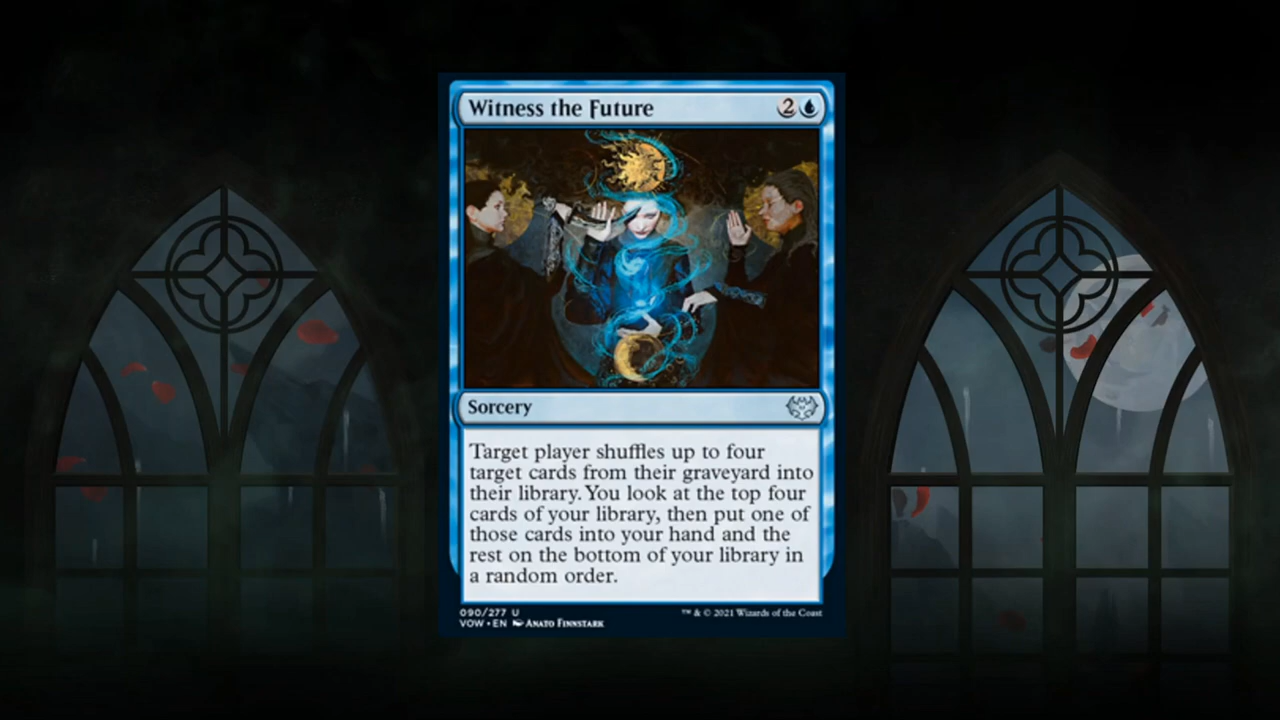 Witness the Future 2
Sorcery
Target player shuffles up to four
target cards from their graveyard into
their library. You look at the top four
cards of your library, then put one of
those cards into your hand and the
rest on the bottom of your library in
a random order.
090/277 U ™ & © 2021 Wizards of the Coast
VOW • EN Anato Finnstark